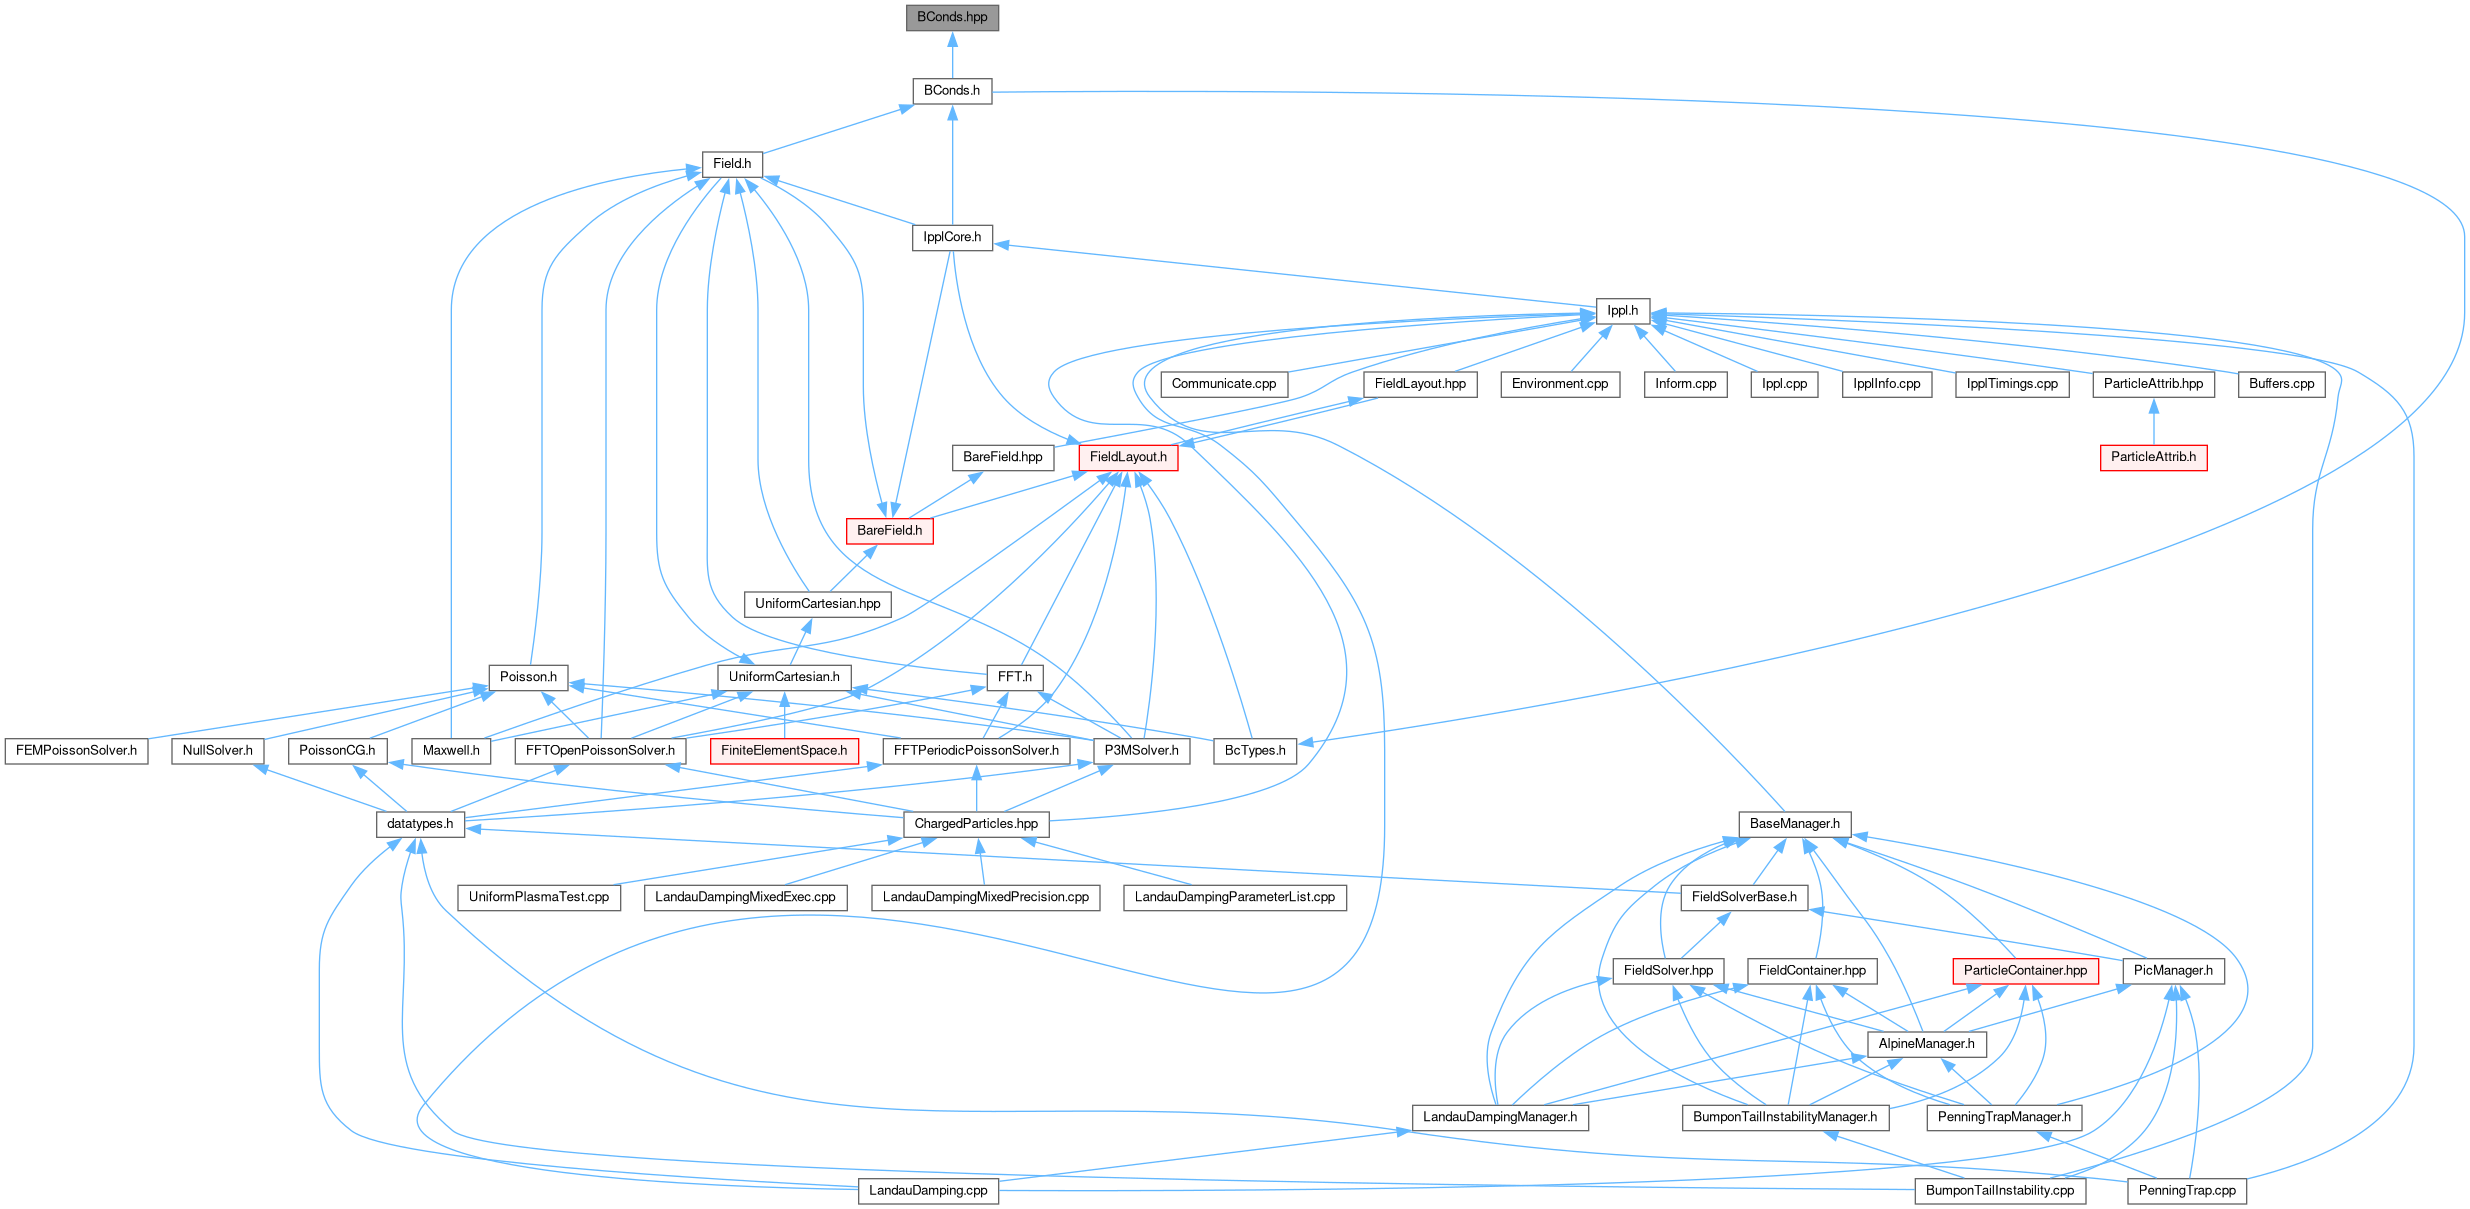 BConds.hpp
BConds.h
Field.h
IpplCore.h
Ippl.h
Communicate.cpp
FieldLayout.hpp
Environment.cpp
Inform.cpp
Ippl.cpp
IpplInfo.cpp
IpplTimings.cpp
ParticleAttrib.hpp
Buffers.cpp
BareField.hpp
FieldLayout.h
ParticleAttrib.h
BareField.h
UniformCartesian.hpp
Poisson.h
UniformCartesian.h
FFT.h
FEMPoissonSolver.h
NullSolver.h
PoissonCG.h
Maxwell.h
FFTOpenPoissonSolver.h
FiniteElementSpace.h
FFTPeriodicPoissonSolver.h
P3MSolver.h
BcTypes.h
datatypes.h
ChargedParticles.hpp
BaseManager.h
UniformPlasmaTest.cpp
LandauDampingMixedExec.cpp
LandauDampingMixedPrecision.cpp
LandauDampingParameterList.cpp
FieldSolverBase.h
FieldSolver.hpp
FieldContainer.hpp
ParticleContainer.hpp
PicManager.h
AlpineManager.h
LandauDampingManager.h
BumponTailInstabilityManager.h
PenningTrapManager.h
LandauDamping.cpp
BumponTailInstability.cpp
PenningTrap.cpp